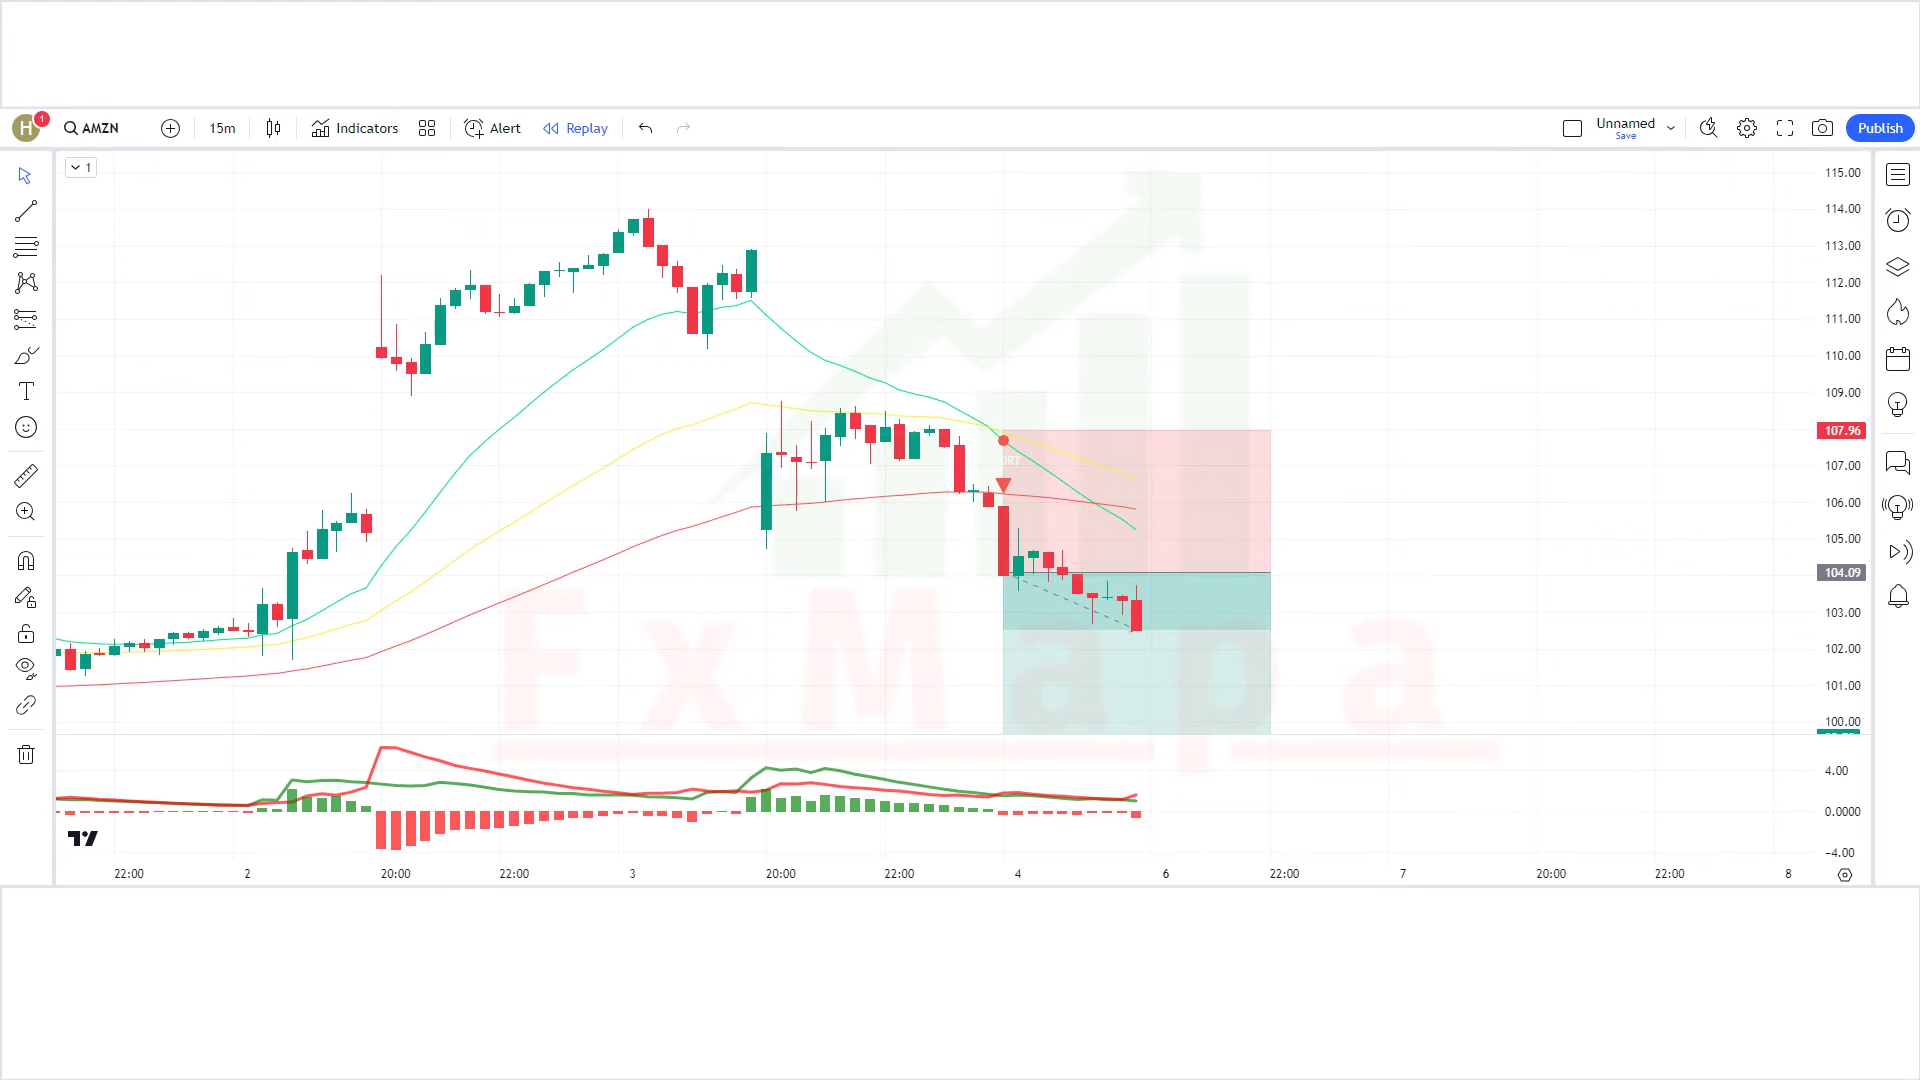 H
1
AMZN
15m
Indicators
Alert
Replay
Unnamed
Save
Publish
1
115.00
114.00
113.00
112.00
111.00
110.00
109.00
107.96
107.00
106.00
105.00
104.09
103.00
102.00
101.00
100.00
FxMapa
4.00
0.0000
−4.00
22:00 2 20:00 22:00 3 20:00 22:00 4 6 22:00 7 20:00 22:00 8